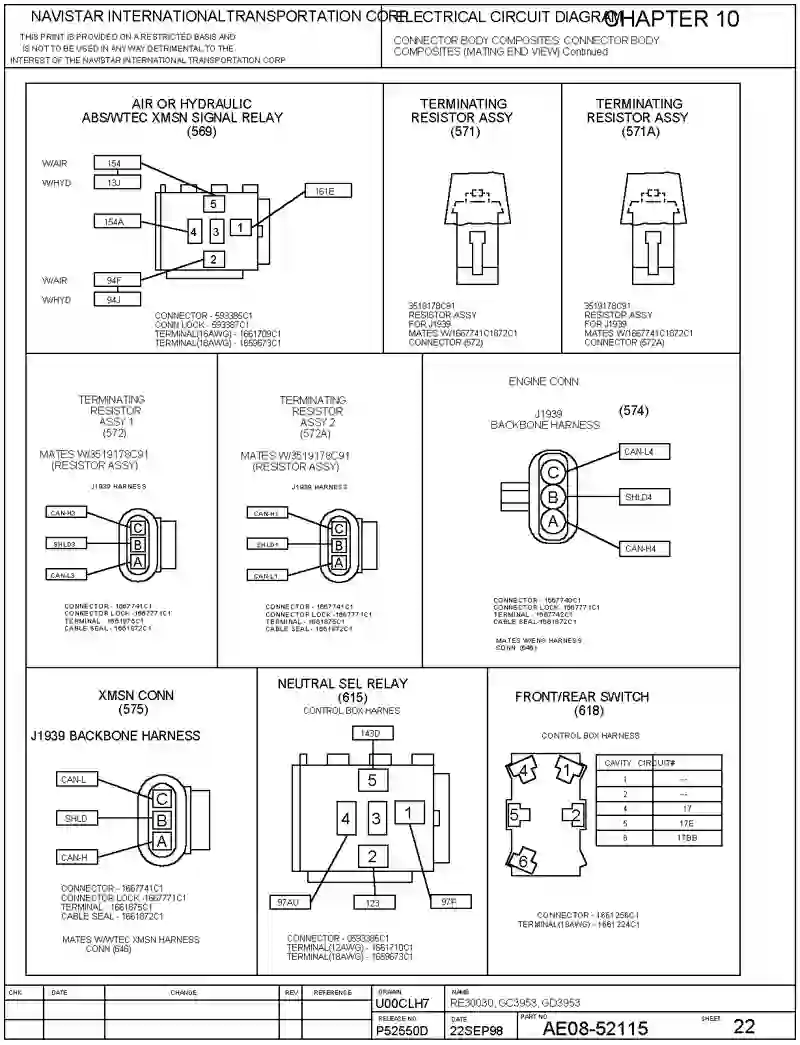 NAVISTAR INTERNATIONAL TRANSPORTATION CORP.
THIS PRINT IS PROVIDED ON A RESTRICTED BASIS AND
IS NOT TO BE USED IN ANY WAY DETRIMENTAL TO THE
INTEREST OF THE NAVISTAR INTERNATIONAL TRANSPORTATION CORP
ELECTRICAL CIRCUIT DIAGRAM
CHAPTER 10
CONNECTOR BODY COMPOSITES: CONNECTOR BODY
COMPOSITES (MATING END VIEW) Continued
AIR OR HYDRAULIC
ABS/WTEC XMSN SIGNAL RELAY
(569)
W/AIR
154
W/HYD
13J
161E
5
154A
4
3
1
2
W/AIR
94F
W/HYD
94J
CONNECTOR - 593385C1
CONN LOCK - 593387C1
TERMINAL(16AWG) - 1661709C1
TERMINAL(18AWG) - 1659673C1
TERMINATING
RESISTOR ASSY
(571)
3519178C91
RESISTOR ASSY
FOR J1939
MATES W/1667741C1872C1
CONNECTOR (572)
TERMINATING
RESISTOR ASSY
(571A)
3519178C91
RESISTOR ASSY
FOR J1939
MATES W/1667741C1872C1
CONNECTOR (572A)
TERMINATING
RESISTOR
ASSY 1
(572)
MATES W/3519178C91
(RESISTOR ASSY)
J1939 HARNESS
CAN-H3
SHLD3
CAN-L3
C
B
A
CONNECTOR - 1667741C1
CONNECTOR LOCK -1667771C1
TERMINAL - 1661875C1
CABLE SEAL - 1661872C1
TERMINATING
RESISTOR
ASSY 2
(572A)
MATES W/3519178C91
(RESISTOR ASSY)
J1939 HARNESS
CAN-H1
SHLD1
CAN-L1
C
B
A
CONNECTOR - 1667741C1
CONNECTOR LOCK -1667771C1
TERMINAL - 1661875C1
CABLE SEAL - 1661872C1
ENGINE CONN
J1939
(574)
BACKBONE HARNESS
CAN-L4
SHLD4
CAN-H4
C
B
A
CONNECTOR - 1667740C1
CONNECTOR LOCK - 1667771C1
TERMINAL - 1667742C1
CABLE SEAL-1661872C1
MATES W/ENG HARNESS
CONN (646)
XMSN CONN
(575)
J1939 BACKBONE HARNESS
CAN-L
SHLD
CAN-H
C
B
A
CONNECTOR - 1667741C1
CONNECTOR LOCK -1667771C1
TERMINAL - 1661875C1
CABLE SEAL - 1661872C1
MATES W/WTEC XMSN HARNESS
CONN (646)
NEUTRAL SEL RELAY
(615)
CONTROL BOX HARNES
143D
5
4
3
1
2
97AU
123
97F
CONNECTOR - 0593385C1
TERMINAL(12AWG) - 1661710C1
TERMINAL(18AWG) - 1659673C1
FRONT/REAR SWITCH
(618)
CONTROL BOX HARNESS
4
1
5
2
6
CAVITY CIRCUIT#
1 --
2 --
4 17
5 17E
6 17BB
CONNECTOR - 1661256C1
TERMINAL(18AWG) - 1661224C1
CHK
DATE
CHANGE
REV
REFERENCE
DRAWN
U00CLH7
NAME
RE30030, GC3953, GD3953
RELEASE NO.
P52550D
DATE
22SEP98
PART NO.
AE08-52115
SHEET
22